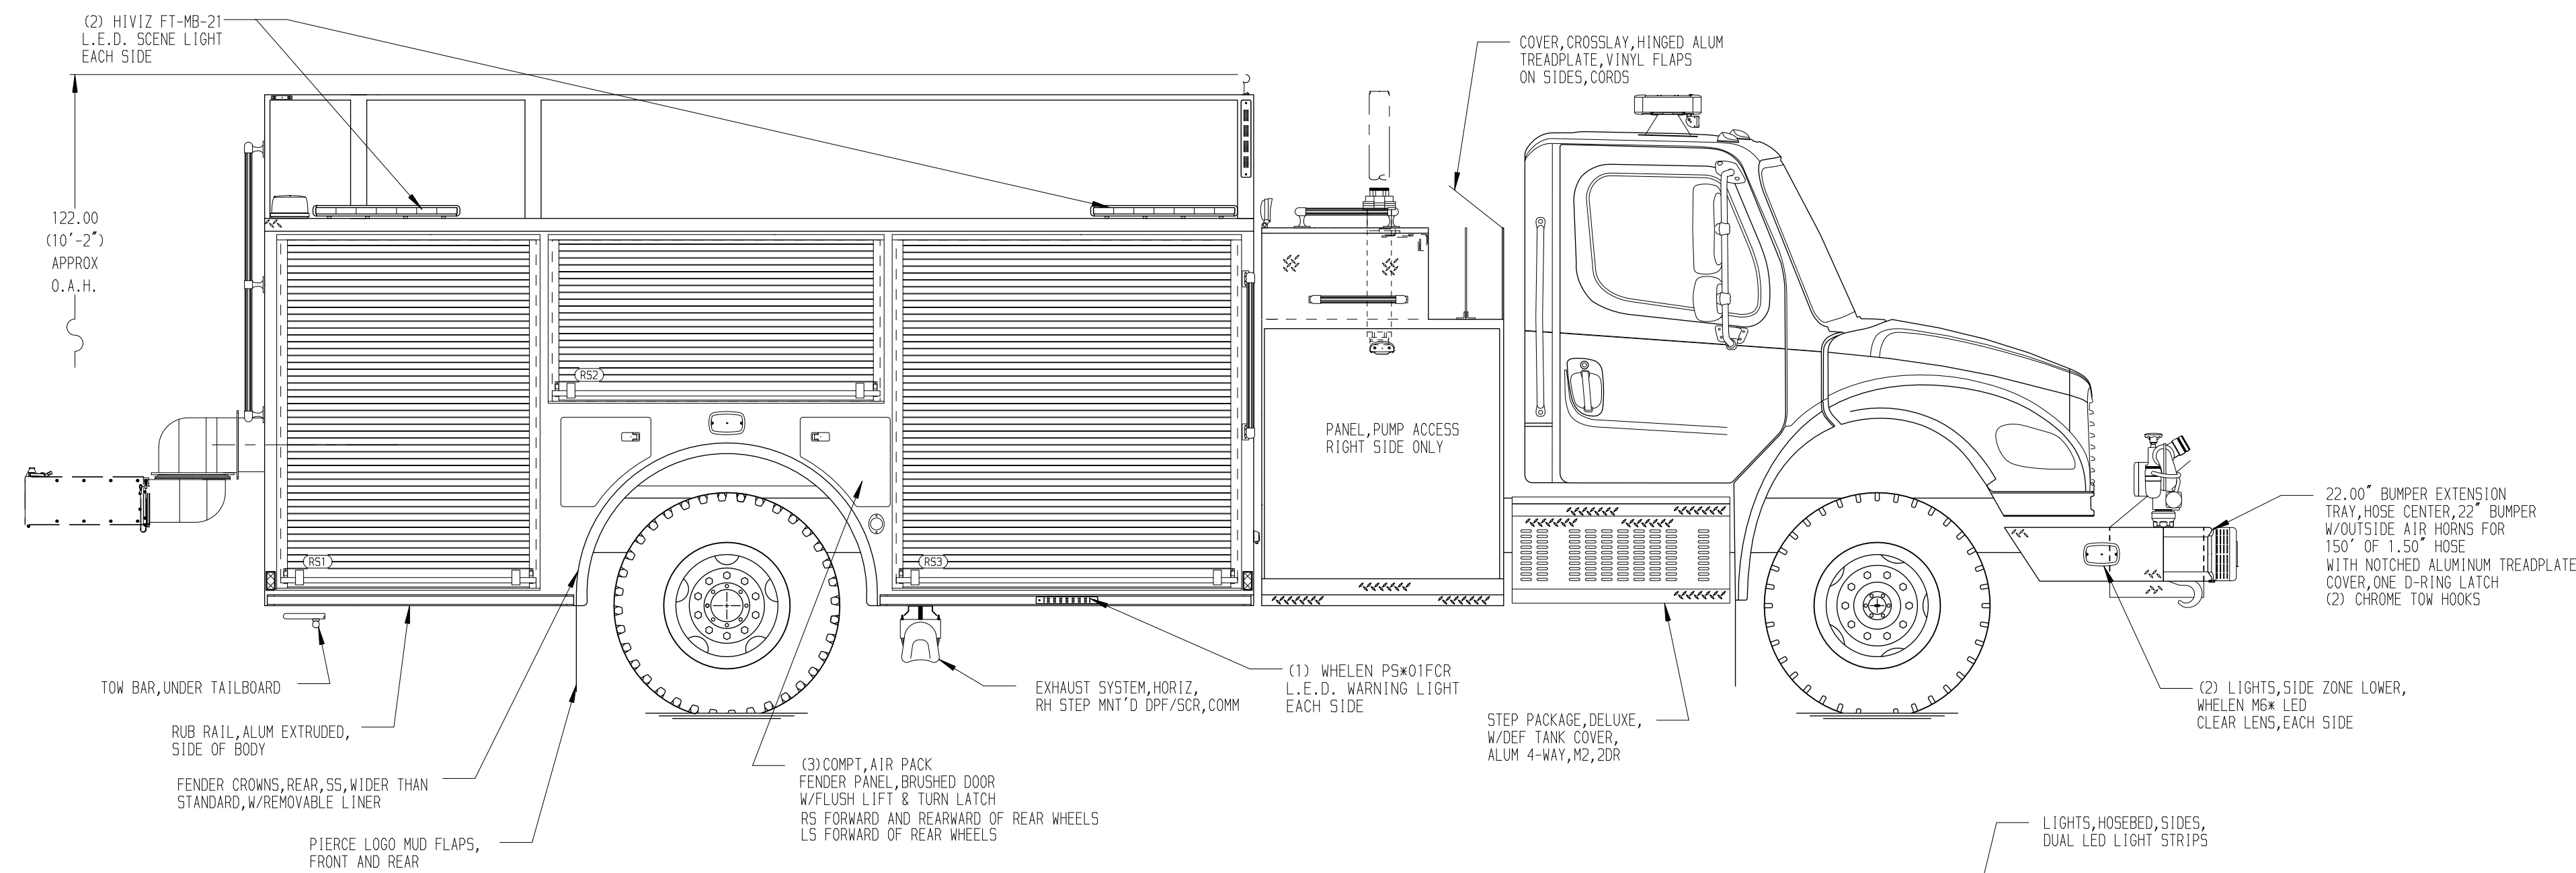 (2) HIVIZ FT-MB-21
L.E.D. SCENE LIGHT
EACH SIDE
COVER,CROSSLAY,HINGED ALUM
TREADPLATE,VINYL FLAPS
ON SIDES,CORDS
122.00
(10'-2")
APPROX
O.A.H.
RS2
PANEL,PUMP ACCESS
RIGHT SIDE ONLY
RS1
RS3
22.00" BUMPER EXTENSION
TRAY,HOSE CENTER,22" BUMPER
W/OUTSIDE AIR HORNS FOR
150' OF 1.50" HOSE
WITH NOTCHED ALUMINUM TREADPLATE
COVER,ONE D-RING LATCH
(2) CHROME TOW HOOKS
TOW BAR,UNDER TAILBOARD
EXHAUST SYSTEM,HORIZ,
RH STEP MNT'D DPF/SCR,COMM
(1) WHELEN PS*01FCR
L.E.D. WARNING LIGHT
EACH SIDE
(2) LIGHTS,SIDE ZONE LOWER,
WHELEN M6* LED
CLEAR LENS,EACH SIDE
RUB RAIL,ALUM EXTRUDED,
SIDE OF BODY
STEP PACKAGE,DELUXE,
W/DEF TANK COVER,
ALUM 4-WAY,M2,2DR
FENDER CROWNS,REAR,SS,WIDER THAN
STANDARD,W/REMOVABLE LINER
(3)COMPT,AIR PACK
FENDER PANEL,BRUSHED DOOR
W/FLUSH LIFT & TURN LATCH
RS FORWARD AND REARWARD OF REAR WHEELS
LS FORWARD OF REAR WHEELS
PIERCE LOGO MUD FLAPS,
FRONT AND REAR
LIGHTS,HOSEBED,SIDES,
DUAL LED LIGHT STRIPS